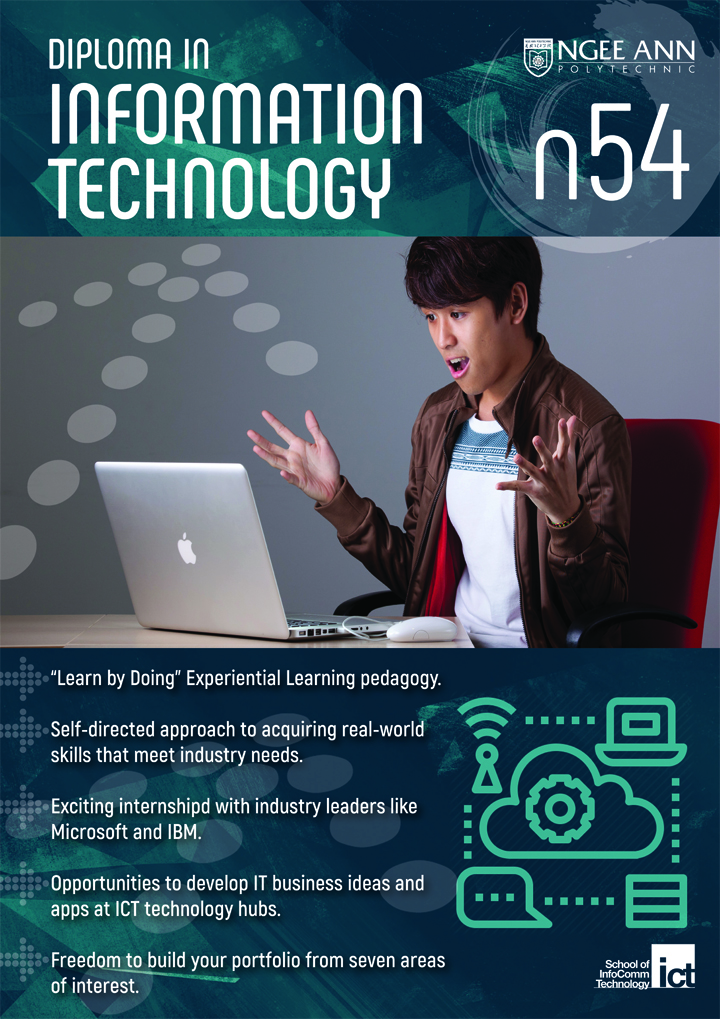 DIPLOMA IN
INFORMATION
TECHNOLOGY
NGEE ANN
POLYTECHNIC
n54
“Learn by Doing” Experiential Learning pedagogy.
Self-directed approach to acquiring real-world
skills that meet industry needs.
Exciting internshipd with industry leaders like
Microsoft and IBM.
Opportunities to develop IT business ideas and
apps at ICT technology hubs.
Freedom to build your portfolio from seven areas
of interest.
School of
InfoComm
Technology
ict